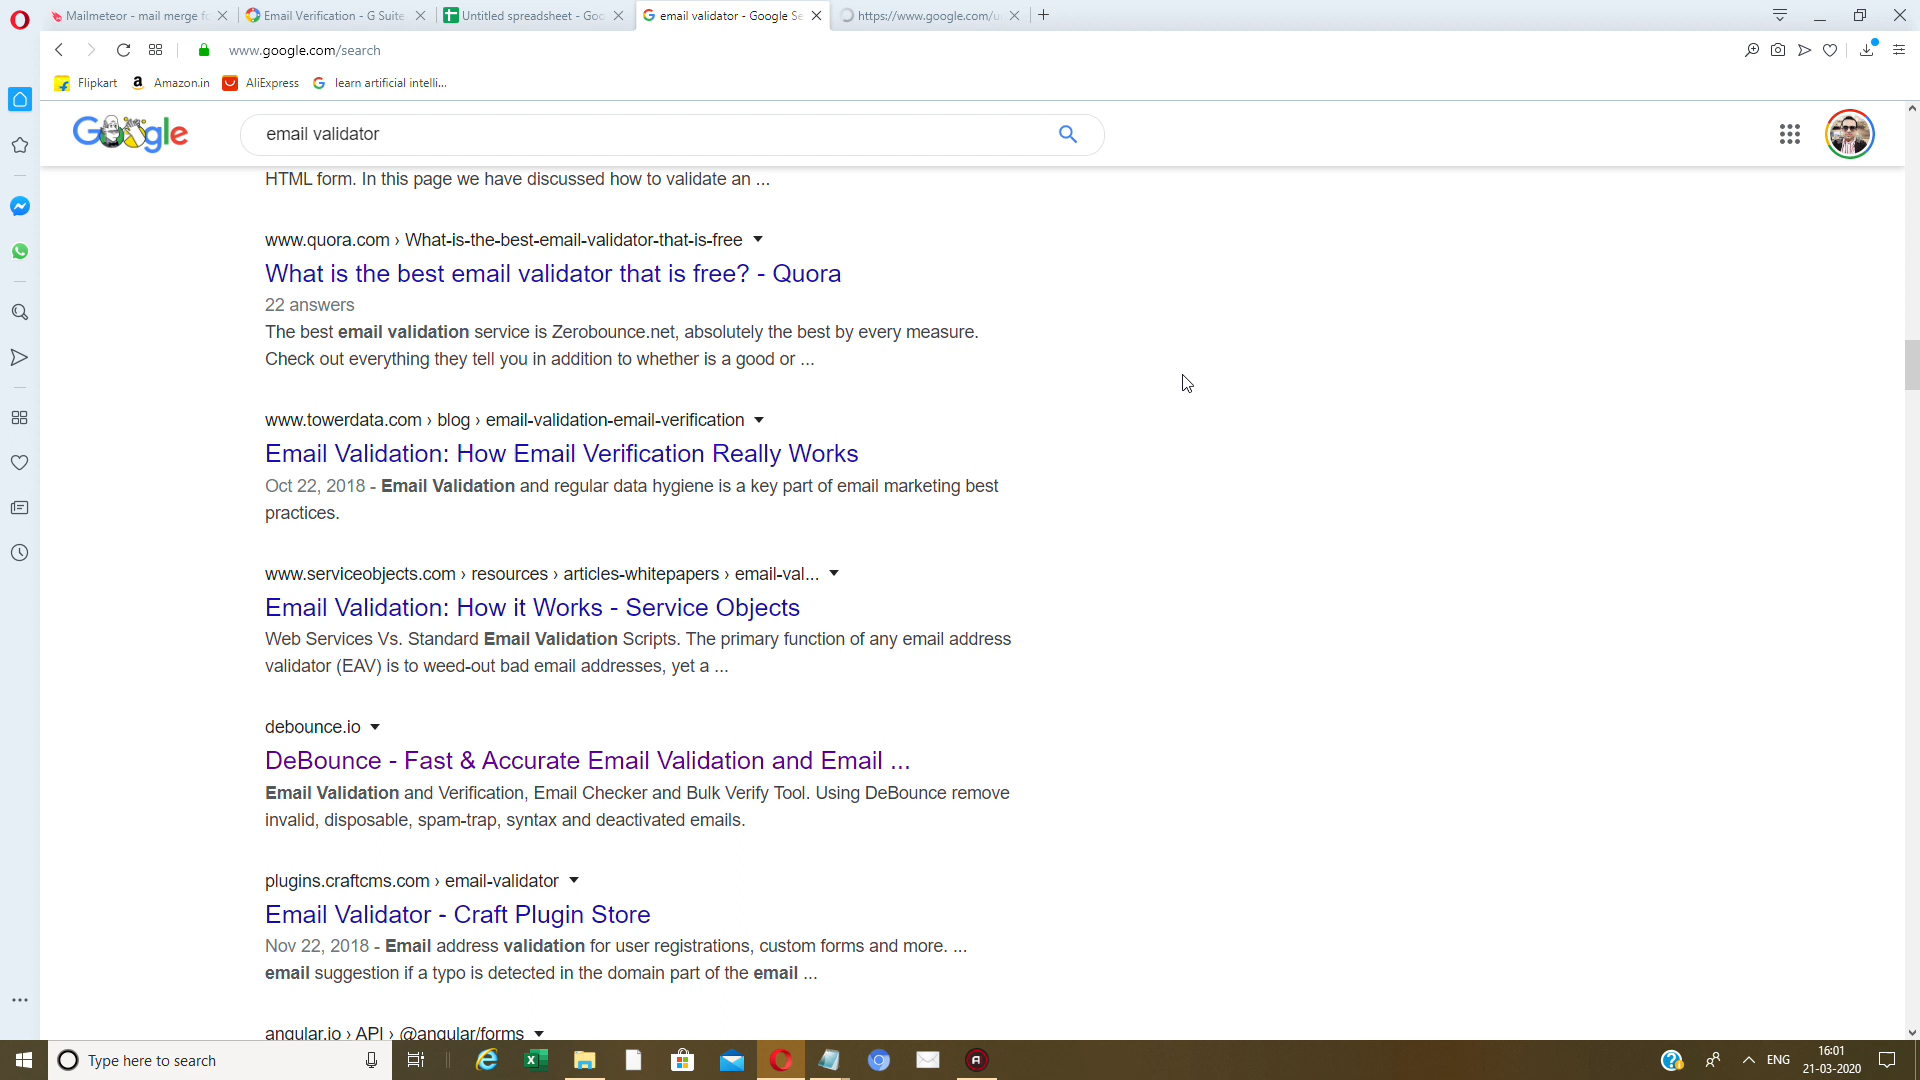 Mailmeteor - mail merge fo
Email Verification - G Suite
Untitled spreadsheet - Goo
email validator - Google Se
https://www.google.com/u
www.google.com/search
Flipkart
Amazon.in
AliExpress
learn artificial intelli...
Google
email validator
HTML form. In this page we have discussed how to validate an ...
www.quora.com › What-is-the-best-email-validator-that-is-free
What is the best email validator that is free? - Quora
22 answers
The best email validation service is Zerobounce.net, absolutely the best by every measure.
Check out everything they tell you in addition to whether is a good or ...
www.towerdata.com › blog › email-validation-email-verification
Email Validation: How Email Verification Really Works
Oct 22, 2018 - Email Validation and regular data hygiene is a key part of email marketing best
practices.
www.serviceobjects.com › resources › articles-whitepapers › email-val...
Email Validation: How it Works - Service Objects
Web Services Vs. Standard Email Validation Scripts. The primary function of any email address
validator (EAV) is to weed-out bad email addresses, yet a ...
debounce.io
DeBounce - Fast & Accurate Email Validation and Email ...
Email Validation and Verification, Email Checker and Bulk Verify Tool. Using DeBounce remove
invalid, disposable, spam-trap, syntax and deactivated emails.
plugins.craftcms.com › email-validator
Email Validator - Craft Plugin Store
Nov 22, 2018 - Email address validation for user registrations, custom forms and more. ...
email suggestion if a typo is detected in the domain part of the email ...
angular.io › API › @angular/forms
Type here to search
ENG
16:01
21-03-2020